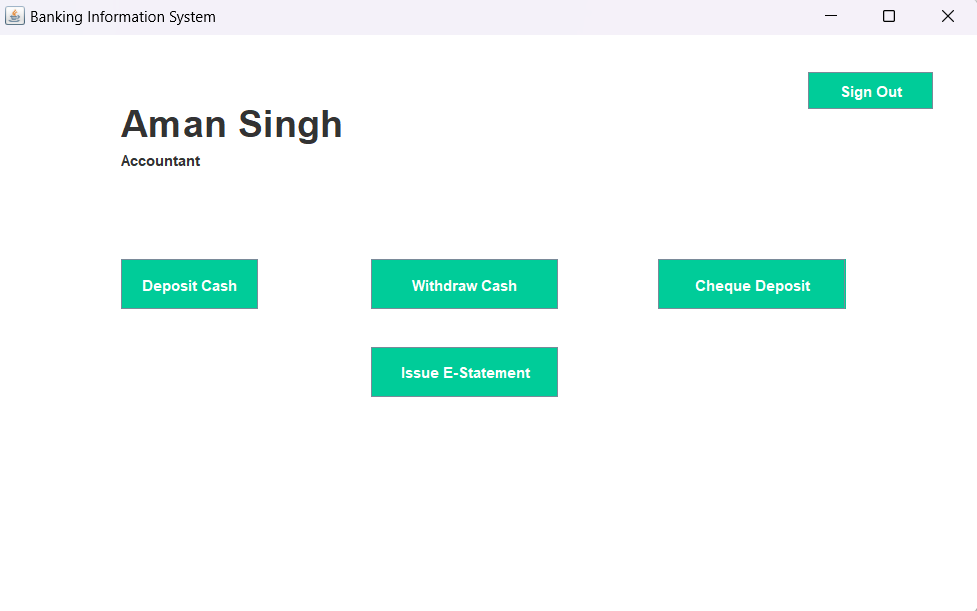 Banking Information System
Sign Out
Aman Singh
Accountant
Deposit Cash
Withdraw Cash
Cheque Deposit
Issue E-Statement